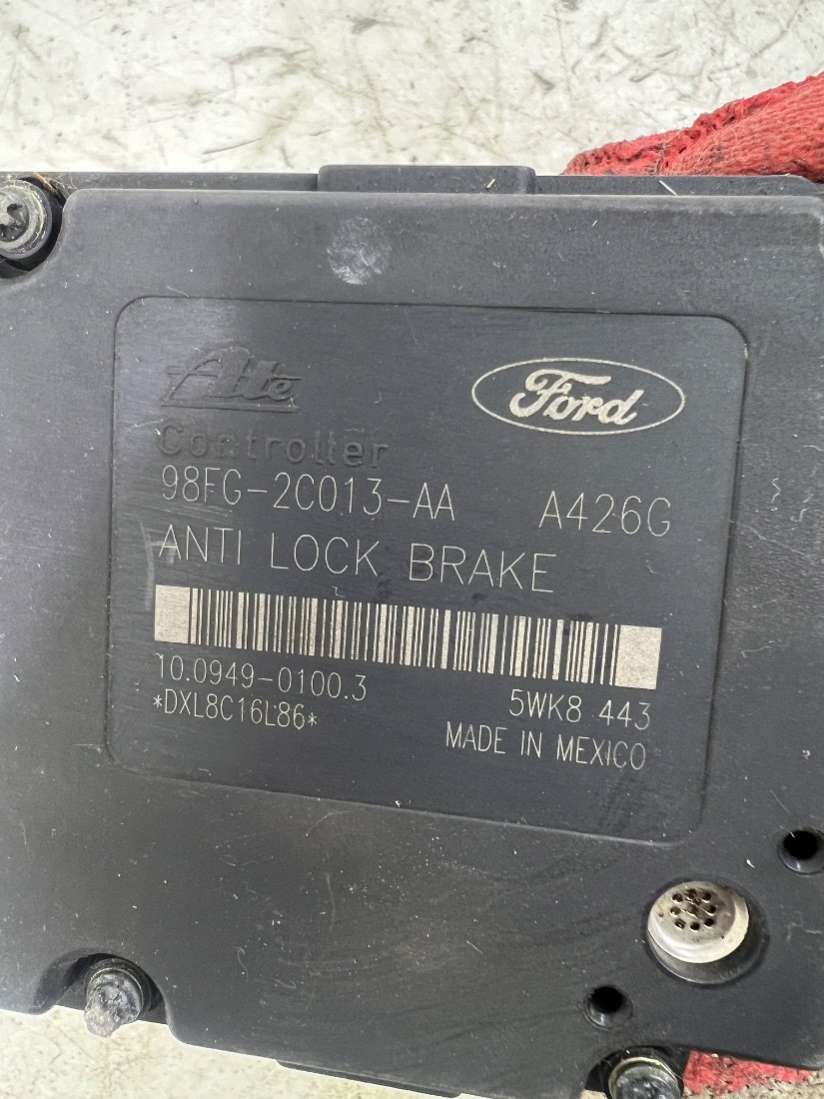 Ate
Ford
Controller
98FG-2C013-AA A426G
ANTI LOCK BRAKE
10.0949-0100.3 5WK8 443
*DXL8C16L86*
MADE IN MEXICO